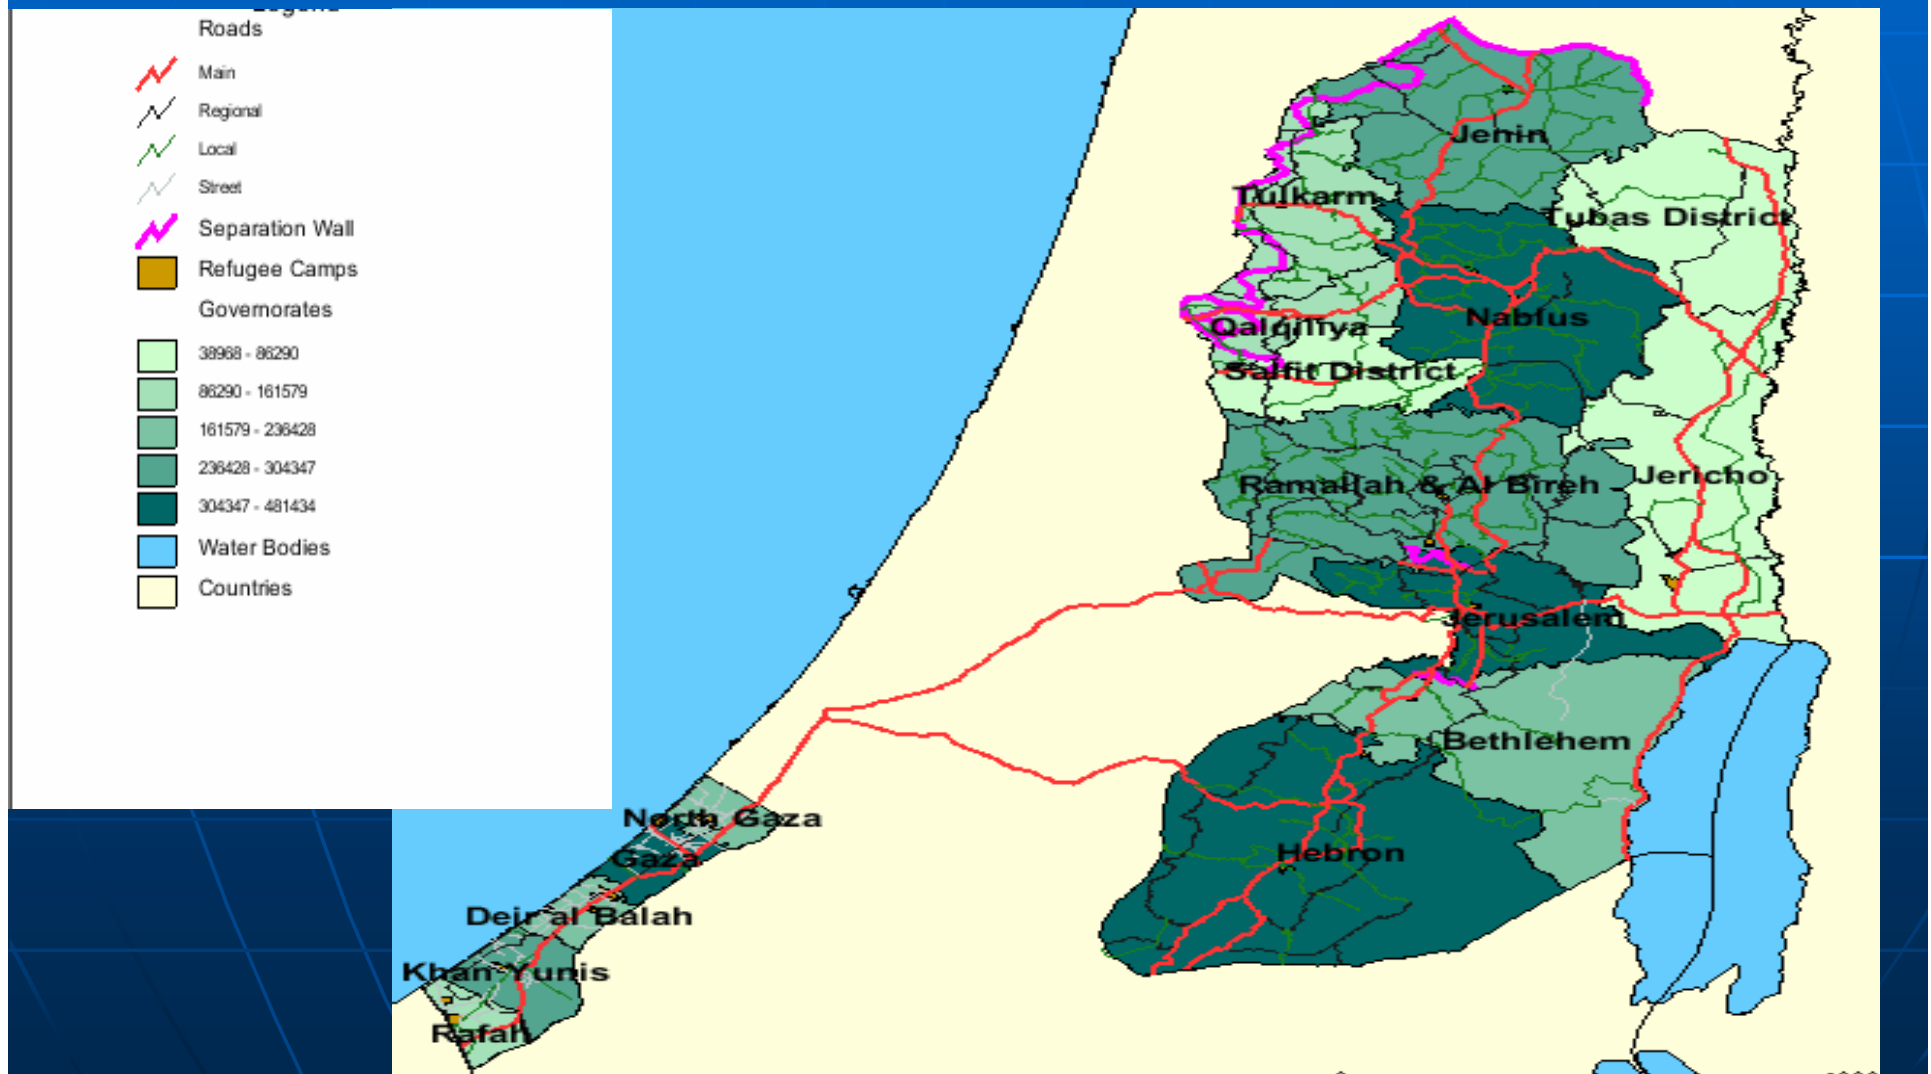 Legend
Roads
Main
Regional
Local
Street
Separation Wall
Refugee Camps
Governorates
38968 - 86290
86290 - 161579
161579 - 236428
236428 - 304347
304347 - 481434
Water Bodies
Countries
Jenin
Tulkarm
Tubas District
Nablus
Qalqiliya
Salfit District
Ramallah & Al Bireh
Jericho
Jerusalem
Bethlehem
North Gaza
Gaza
Hebron
Deir al Balah
Khan Yunis
Rafah